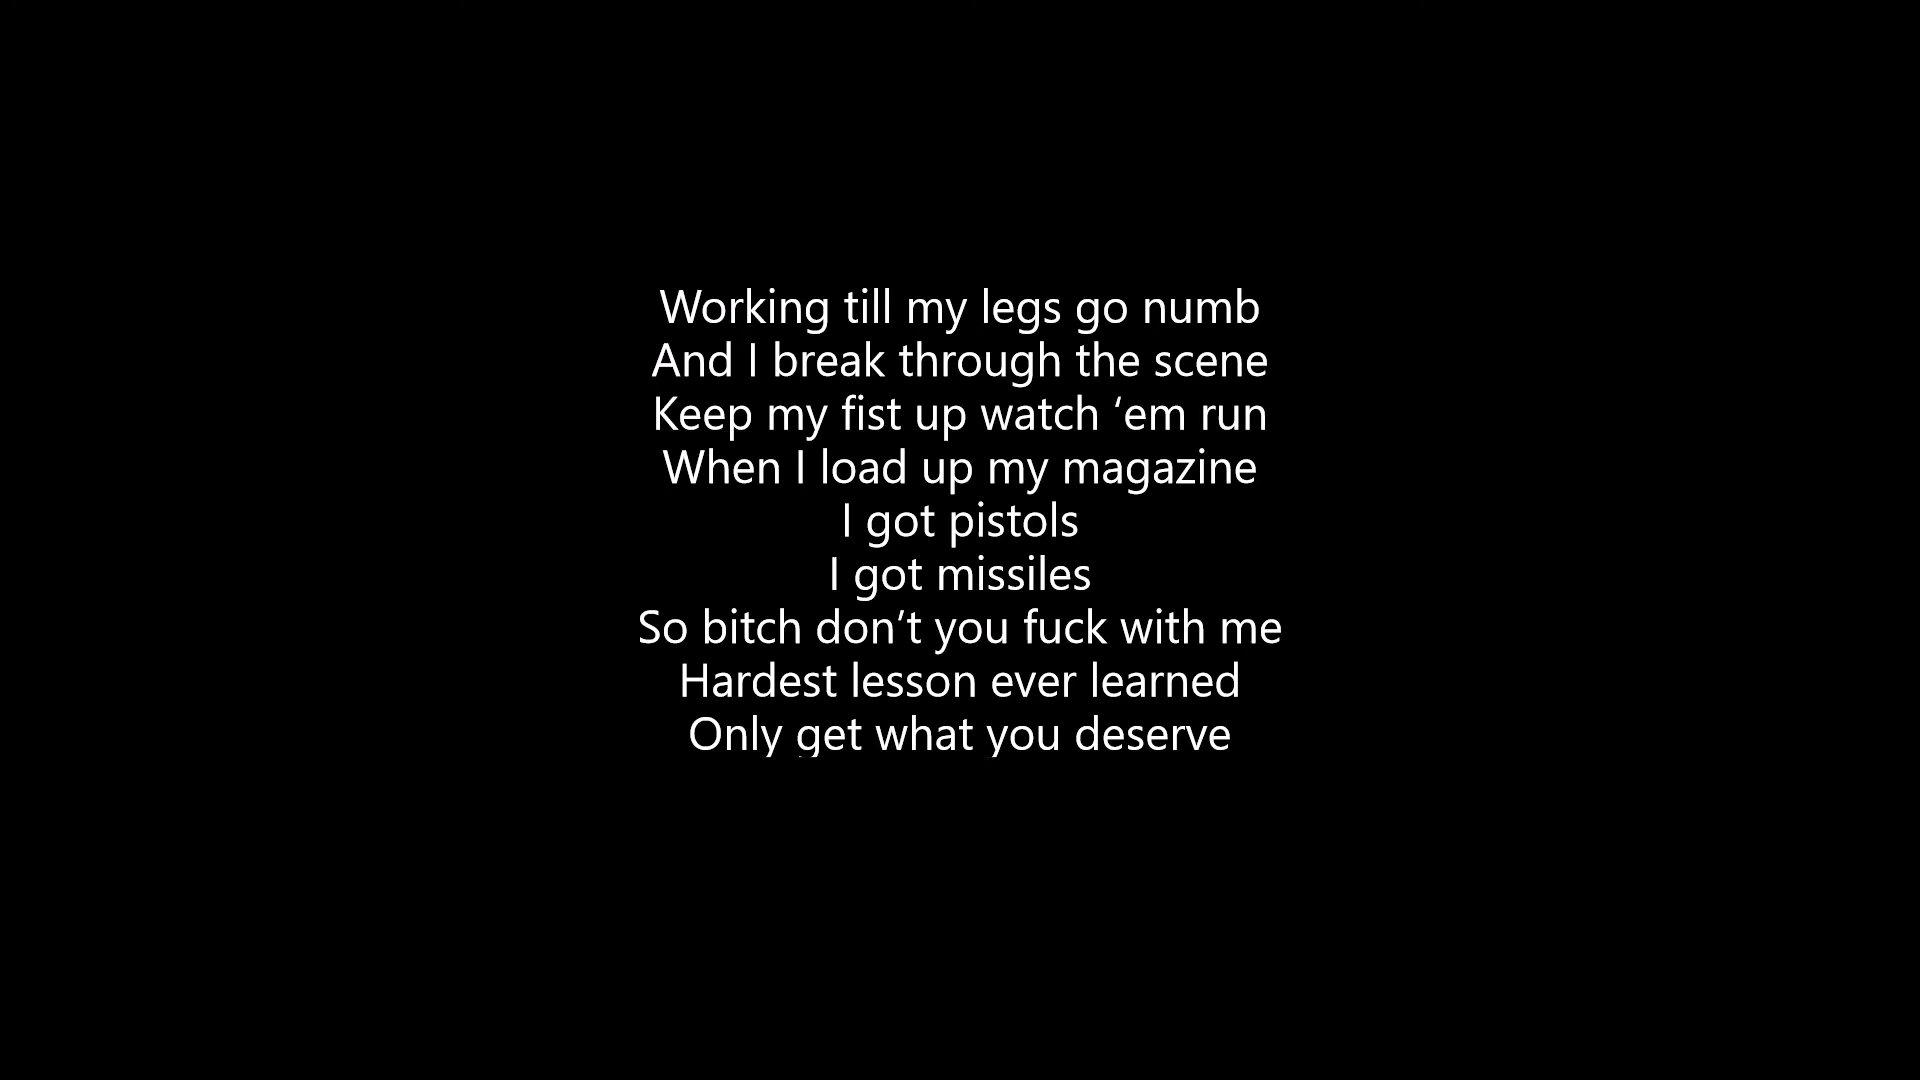 Working till my legs go numb
And I break through the scene
Keep my fist up watch ‘em run
When I load up my magazine
I got pistols
I got missiles
So bitch don’t you fuck with me
Hardest lesson ever learned
Only get what you deserve